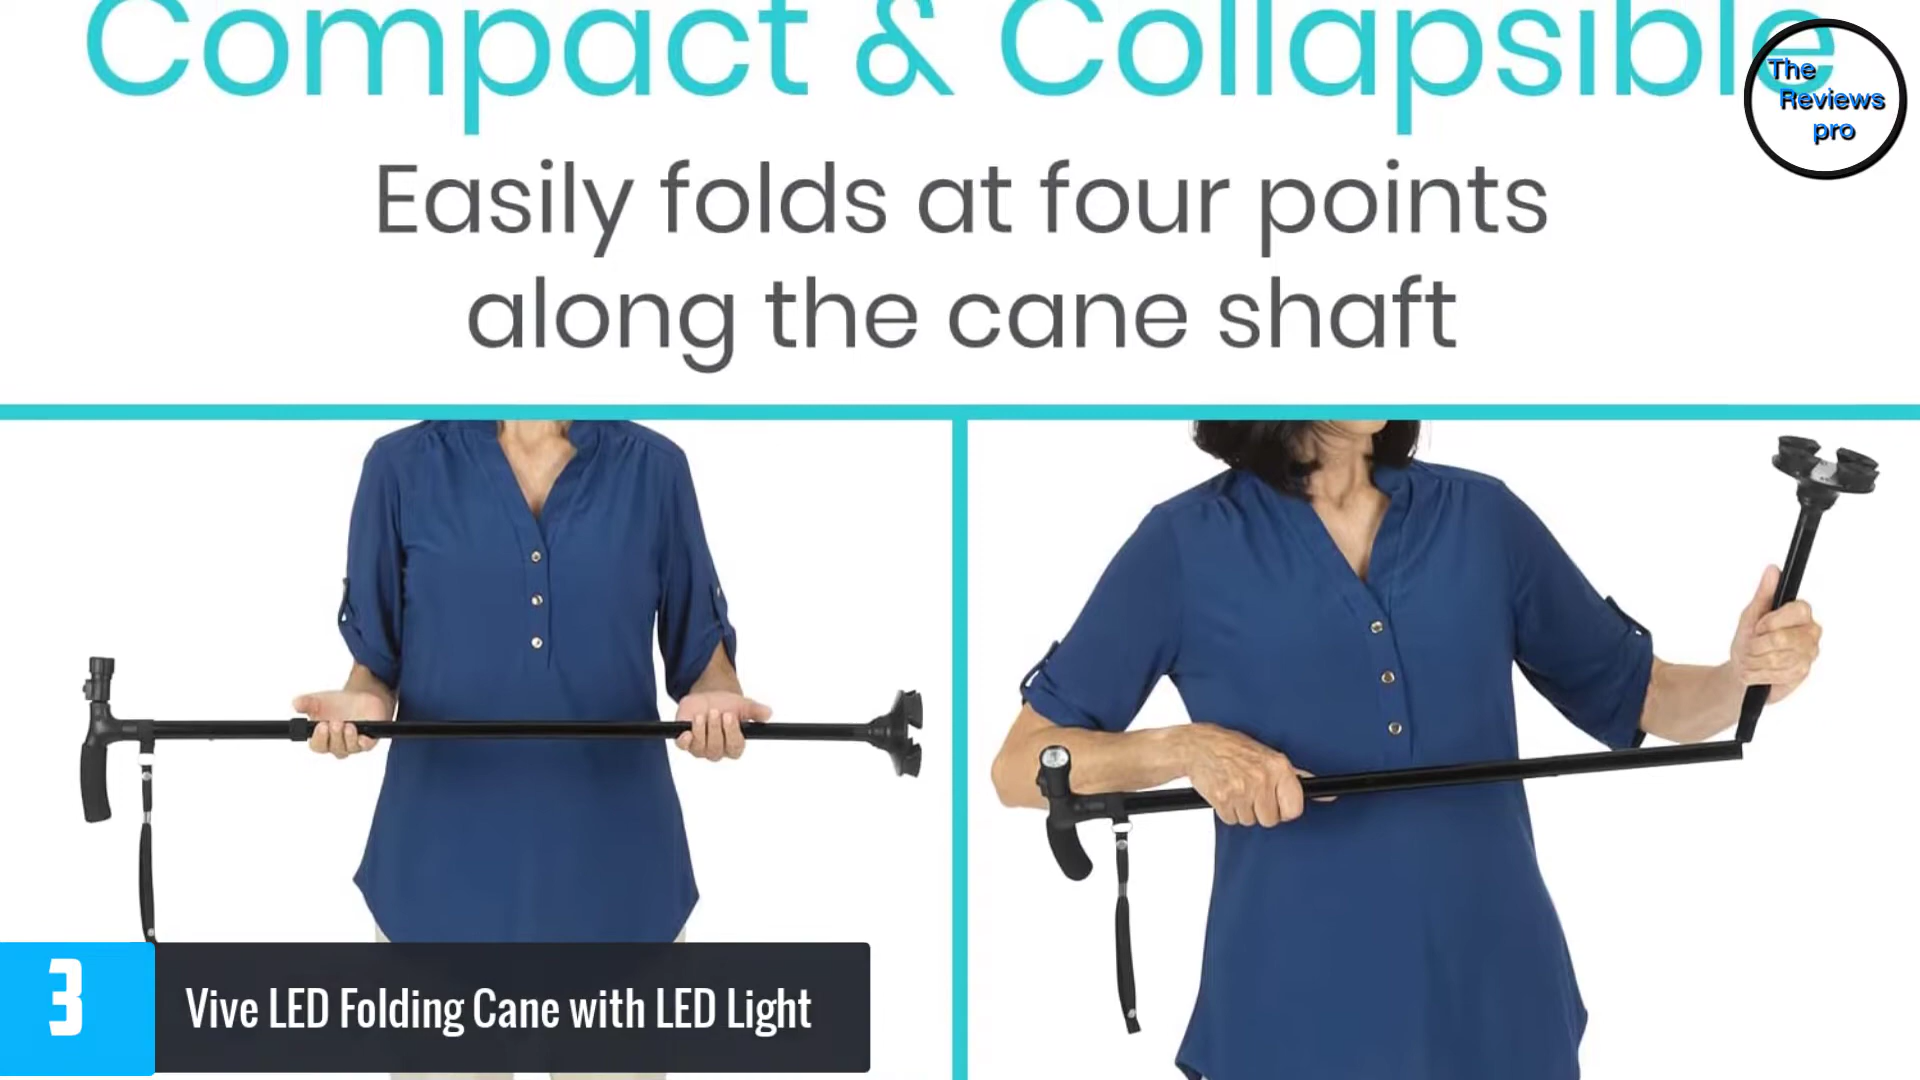 Compact & Collapsible
The
Reviews
pro
Easily folds at four points
along the cane shaft
3
Vive LED Folding Cane with LED Light